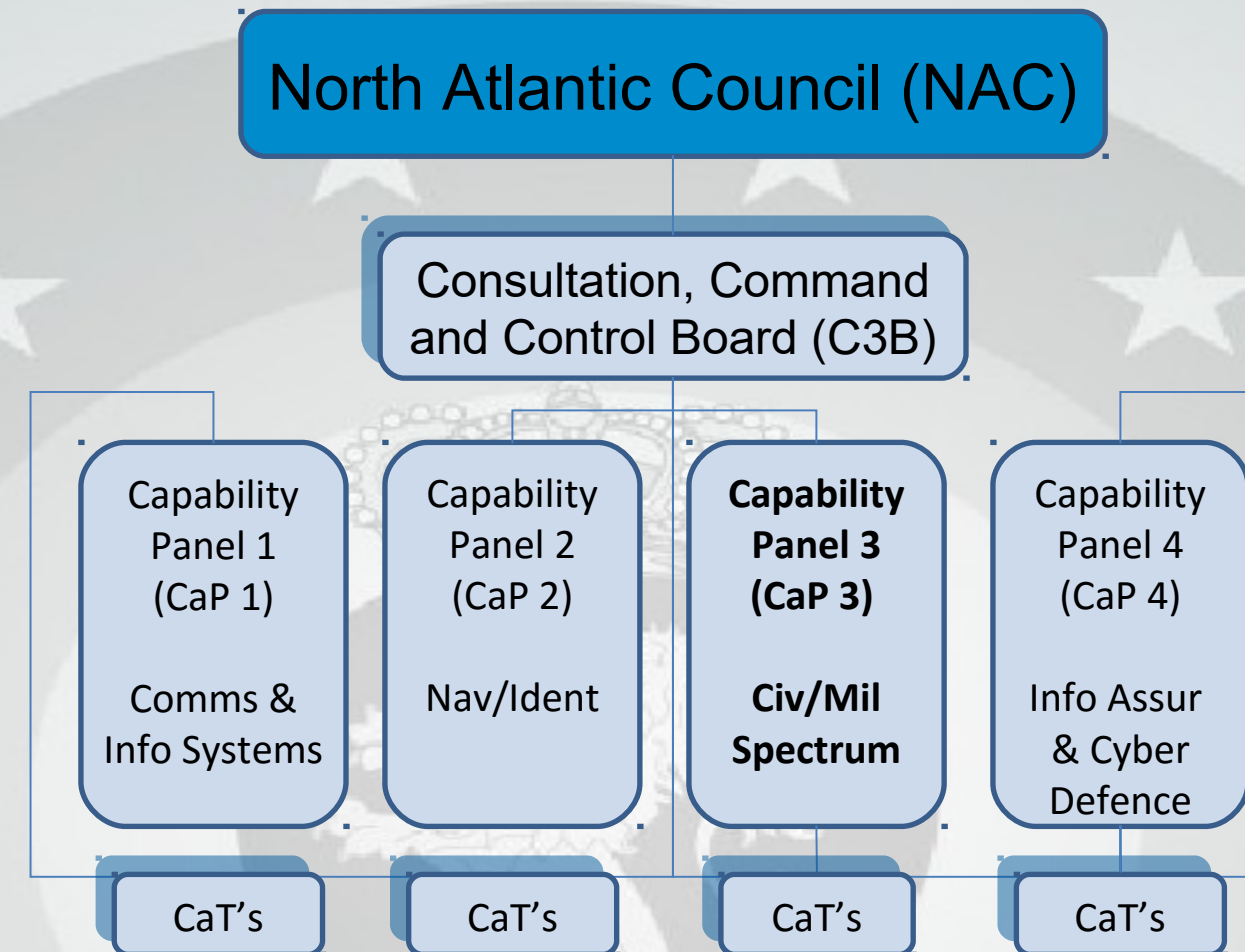 North Atlantic Council (NAC)
Consultation, Command
and Control Board (C3B)
Capability
Panel 1
(CaP 1)
Comms &
Info Systems
Capability
Panel 2
(CaP 2)
Nav/Ident
Capability
Panel 3
(CaP 3)
Civ/Mil
Spectrum
Capability
Panel 4
(CaP 4)
Info Assur
& Cyber
Defence
CaT’s
CaT’s
CaT’s
CaT’s